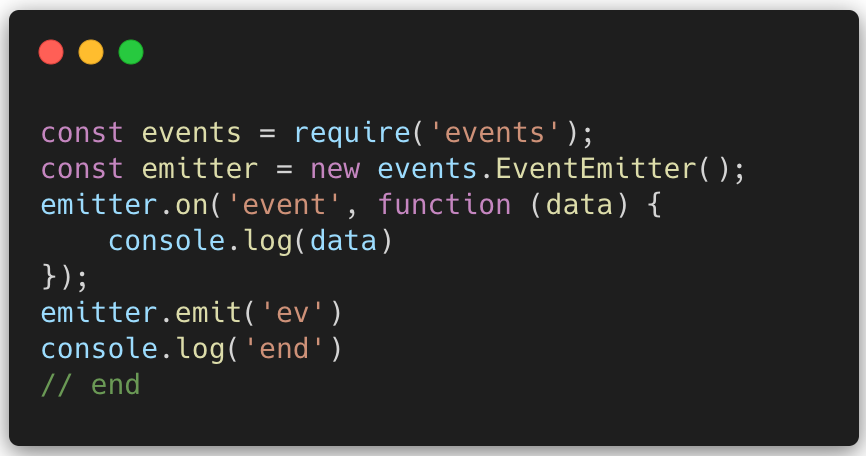 const events = require('events');
const emitter = new events.EventEmitter();
emitter.on('event', function (data) {
    console.log(data)
});
emitter.emit('ev')
console.log('end')
// end